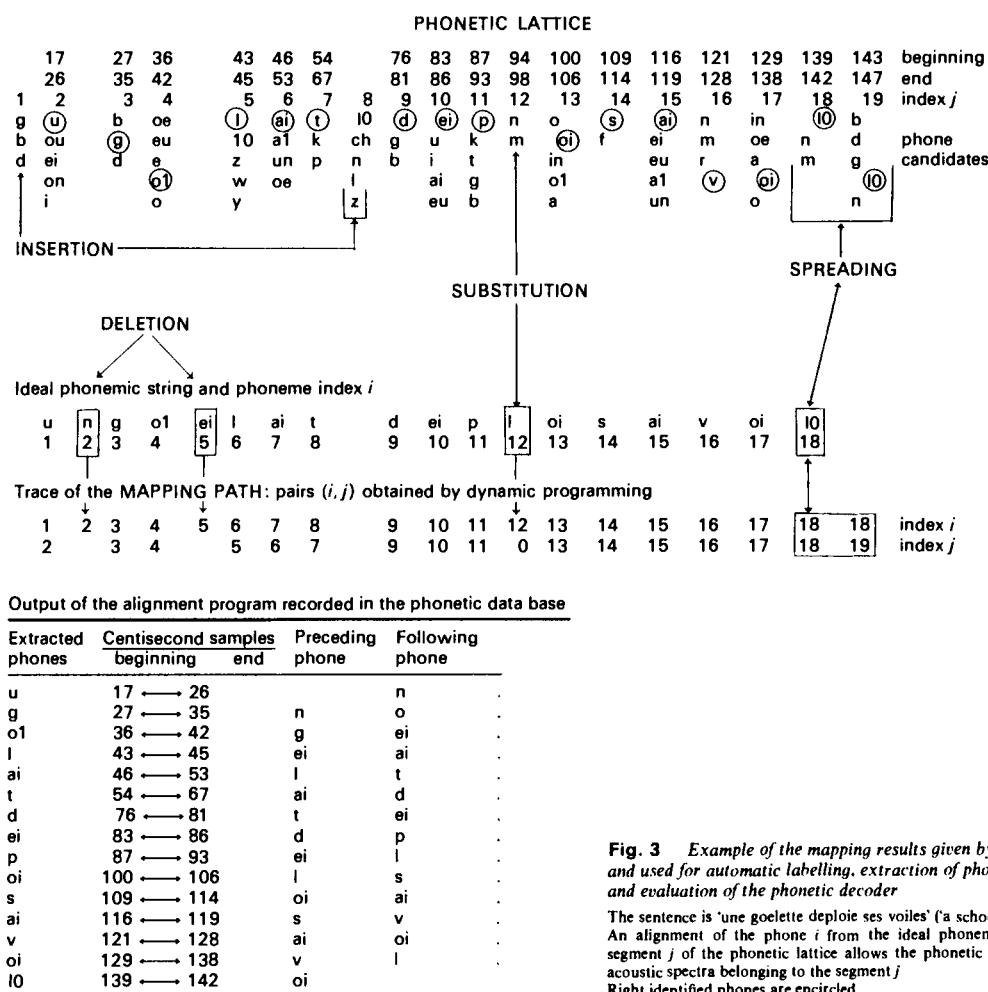 PHONETIC LATTICE
17 27 36 43 46 54 76 83 87 94 100 109 116 121 129 139 143 beginning
26 35 42 45 53 67 81 86 93 98 106 114 119 128 138 142 147 end
1 2 3 4 5 6 7 8 9 10 11 12 13 14 15 16 17 18 19 index j
g u b oe l ai t l0 d ei p n o s ai n in l0 b
b ou g eu 10 a1 k ch g u k m oi f ei m oe n d phone
d ei d e z un p n b i t in eu r a m g candidates
on o1 w oe l ai g o1 a1 v oi l0
i o y z eu b a un o n
INSERTION
SPREADING
SUBSTITUTION
DELETION
Ideal phonemic string and phoneme index i
u n g o1 ei l ai t d ei p l oi s ai v oi l0
1 2 3 4 5 6 7 8 9 10 11 12 13 14 15 16 17 18
Trace of the MAPPING PATH: pairs (i,j) obtained by dynamic programming
1 2 3 4 5 6 7 8 9 10 11 12 13 14 15 16 17 18 18 index i
2 3 4 5 6 7 9 10 11 0 13 14 15 16 17 18 19 index j
Output of the alignment program recorded in the phonetic data base
Extracted Centisecond samples Preceding Following
phones beginning end phone phone
u 17 ←→ 26 n .
g 27 ←→ 35 n o .
o1 36 ←→ 42 g ei .
l 43 ←→ 45 ei ai .
ai 46 ←→ 53 l t .
t 54 ←→ 67 ai d .
d 76 ←→ 81 t ei .
ei 83 ←→ 86 d p .
p 87 ←→ 93 ei l .
oi 100 ←→ 106 l s .
s 109 ←→ 114 oi ai .
ai 116 ←→ 119 s v .
v 121 ←→ 128 ai oi .
oi 129 ←→ 138 v l .
l0 139 ←→ 142 oi
Fig. 3 Example of the mapping results given by
and used for automatic labelling, extraction of pho
and evaluation of the phonetic decoder
The sentence is 'une goelette deploie ses voiles' ('a scho
An alignment of the phone i from the ideal phonen
segment j of the phonetic lattice allows the phonetic
acoustic spectra belonging to the segment j
Right identified phones are encircled